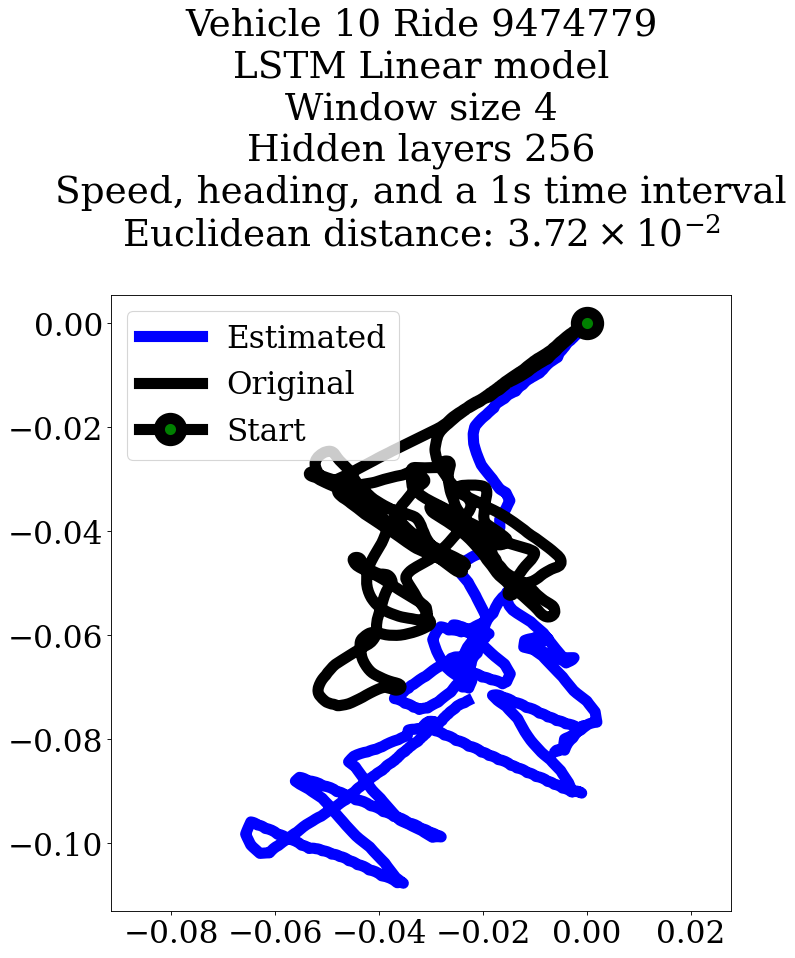 Vehicle 10 Ride 9474779
LSTM Linear model
Window size 4
Hidden layers 256
Speed, heading, and a 1s time interval
Euclidean distance: 3.72 × 10⁻²
Estimated
Original
Start
0.00
−0.02
−0.04
−0.06
−0.08
−0.10
−0.08 −0.06 −0.04 −0.02 0.00 0.02